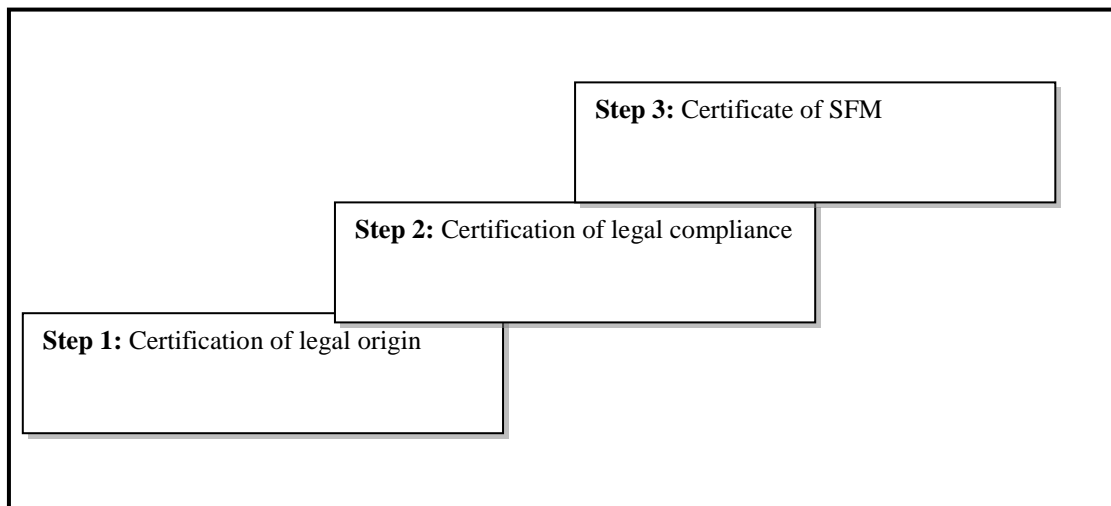 Step 3: Certificate of SFM
Step 2: Certification of legal compliance
Step 1: Certification of legal origin